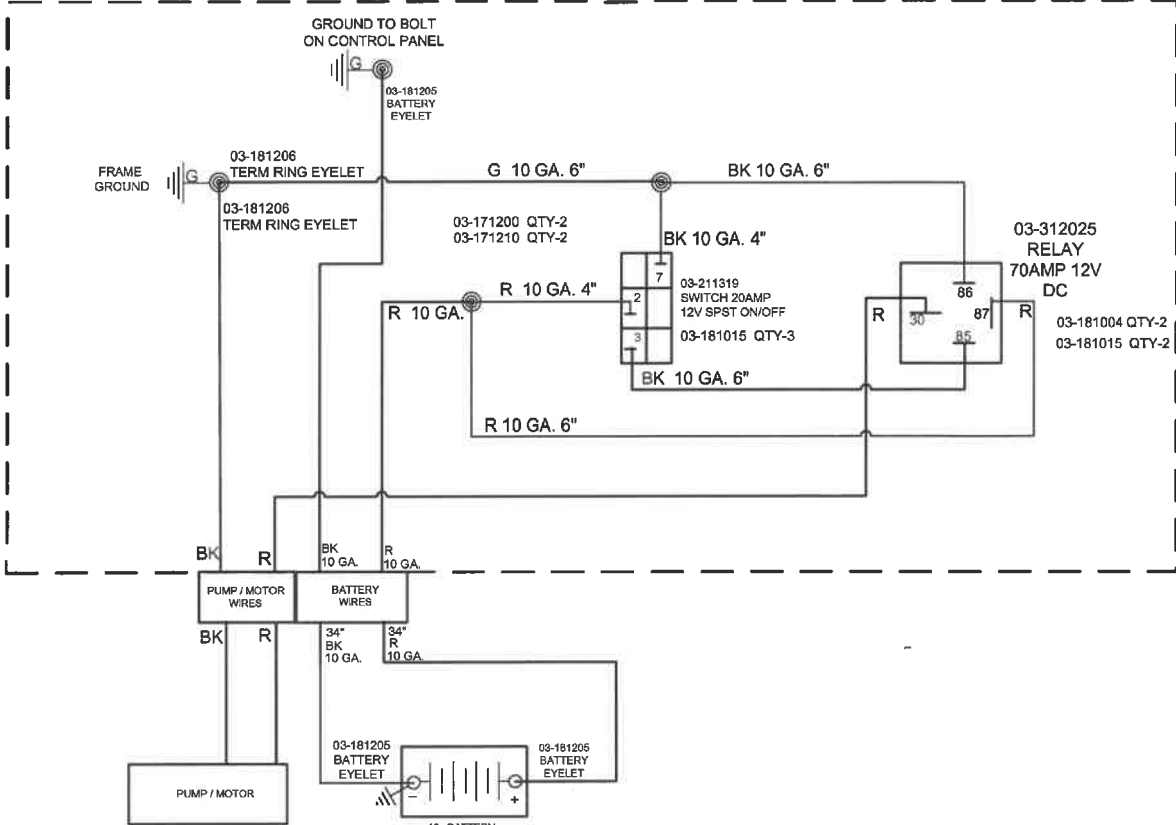 GROUND TO BOLT
ON CONTROL PANEL
G
03-181205
BATTERY
EYELET
FRAME
GROUND
G
03-181206
TERM RING EYELET
03-181206
TERM RING EYELET
G 10 GA. 6"
BK 10 GA. 6"
03-171200 QTY-2
03-171210 QTY-2
BK 10 GA. 4"
7
2
3
03-211319
SWITCH 20AMP
12V SPST ON/OFF
03-181015 QTY-3
R 10 GA. 4"
R 10 GA.
03-312025
RELAY
70AMP 12V
DC
86
87
30
85
R
R
03-181004 QTY-2
03-181015 QTY-2
BK 10 GA. 6"
R 10 GA. 6"
BK
R
BK
10 GA.
R
10 GA.
PUMP / MOTOR
WIRES
BATTERY
WIRES
BK
R
34"
BK
10 GA.
34"
R
10 GA.
03-181205
BATTERY
EYELET
03-181205
BATTERY
EYELET
-
+
PUMP / MOTOR
BATTERY